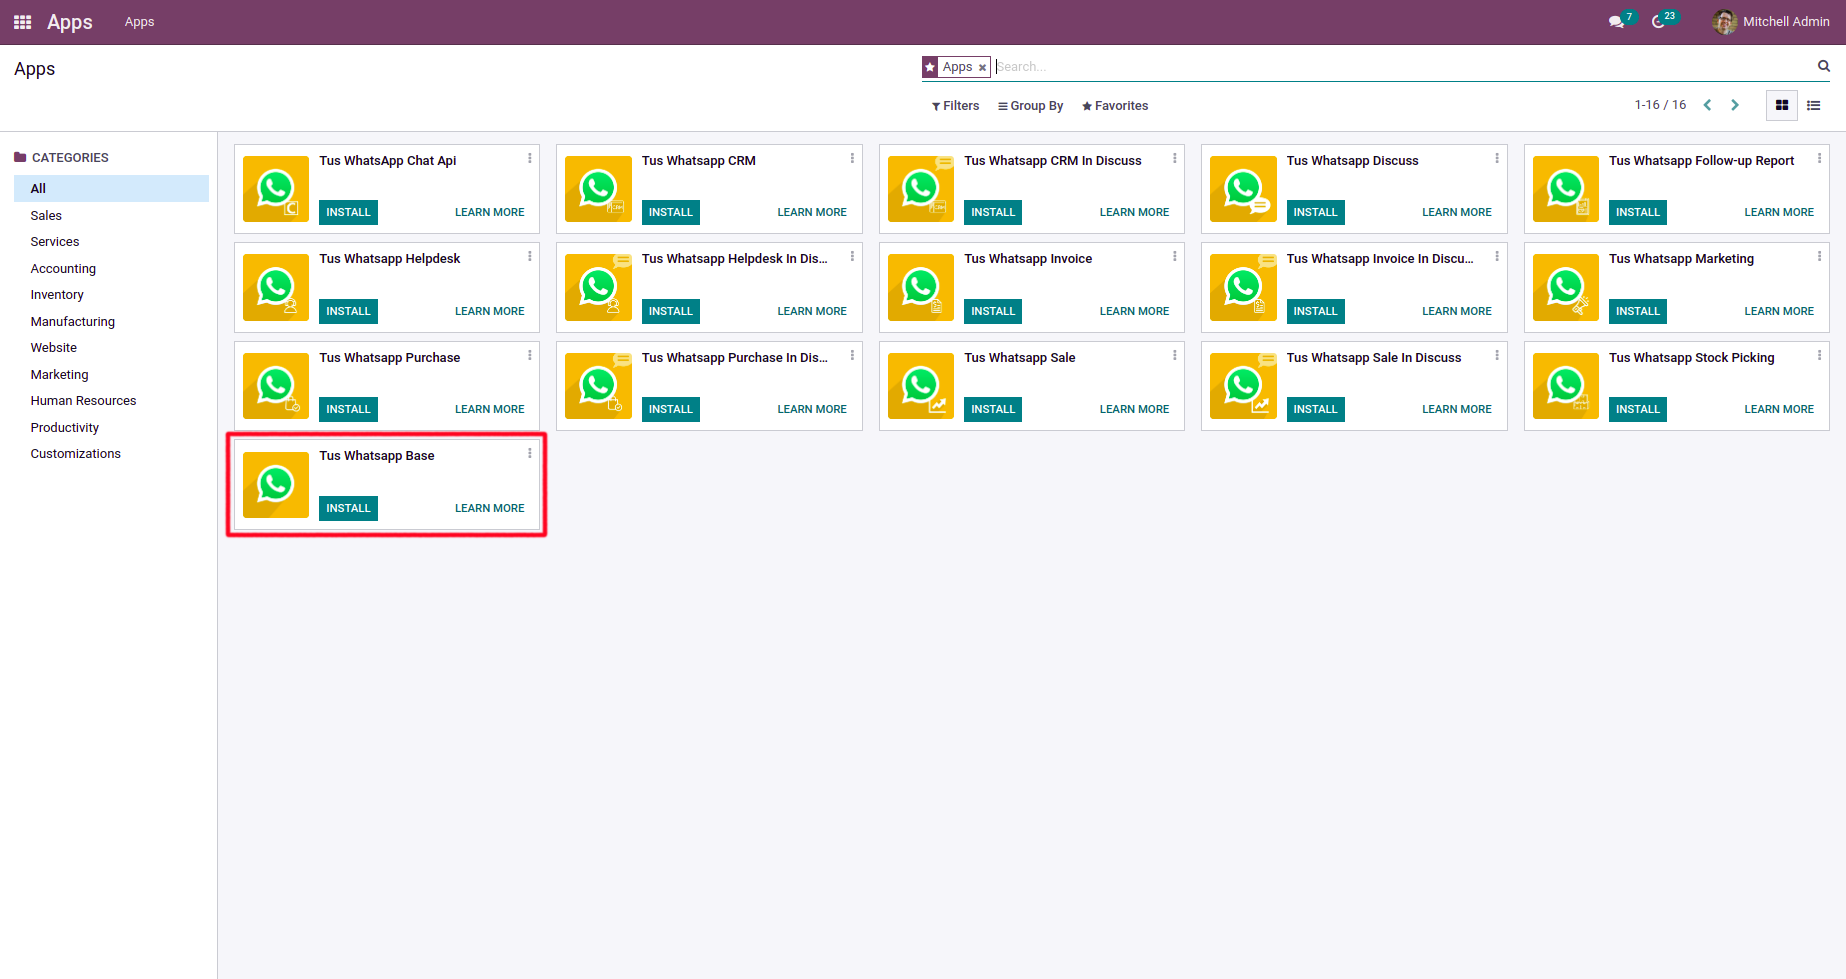 Apps Apps 7 23 Mitchell Admin
Apps
Apps × Search...
Filters Group By Favorites 1-16 / 16
CATEGORIES
All
Sales
Services
Accounting
Inventory
Manufacturing
Website
Marketing
Human Resources
Productivity
Customizations
Tus WhatsApp Chat Api
INSTALL LEARN MORE
Tus Whatsapp CRM
INSTALL LEARN MORE
Tus Whatsapp CRM In Discuss
INSTALL LEARN MORE
Tus Whatsapp Discuss
INSTALL LEARN MORE
Tus Whatsapp Follow-up Report
INSTALL LEARN MORE
Tus Whatsapp Helpdesk
INSTALL LEARN MORE
Tus Whatsapp Helpdesk In Dis...
INSTALL LEARN MORE
Tus Whatsapp Invoice
INSTALL LEARN MORE
Tus Whatsapp Invoice In Discu...
INSTALL LEARN MORE
Tus Whatsapp Marketing
INSTALL LEARN MORE
Tus Whatsapp Purchase
INSTALL LEARN MORE
Tus Whatsapp Purchase In Dis...
INSTALL LEARN MORE
Tus Whatsapp Sale
INSTALL LEARN MORE
Tus Whatsapp Sale In Discuss
INSTALL LEARN MORE
Tus Whatsapp Stock Picking
INSTALL LEARN MORE
Tus Whatsapp Base
INSTALL LEARN MORE